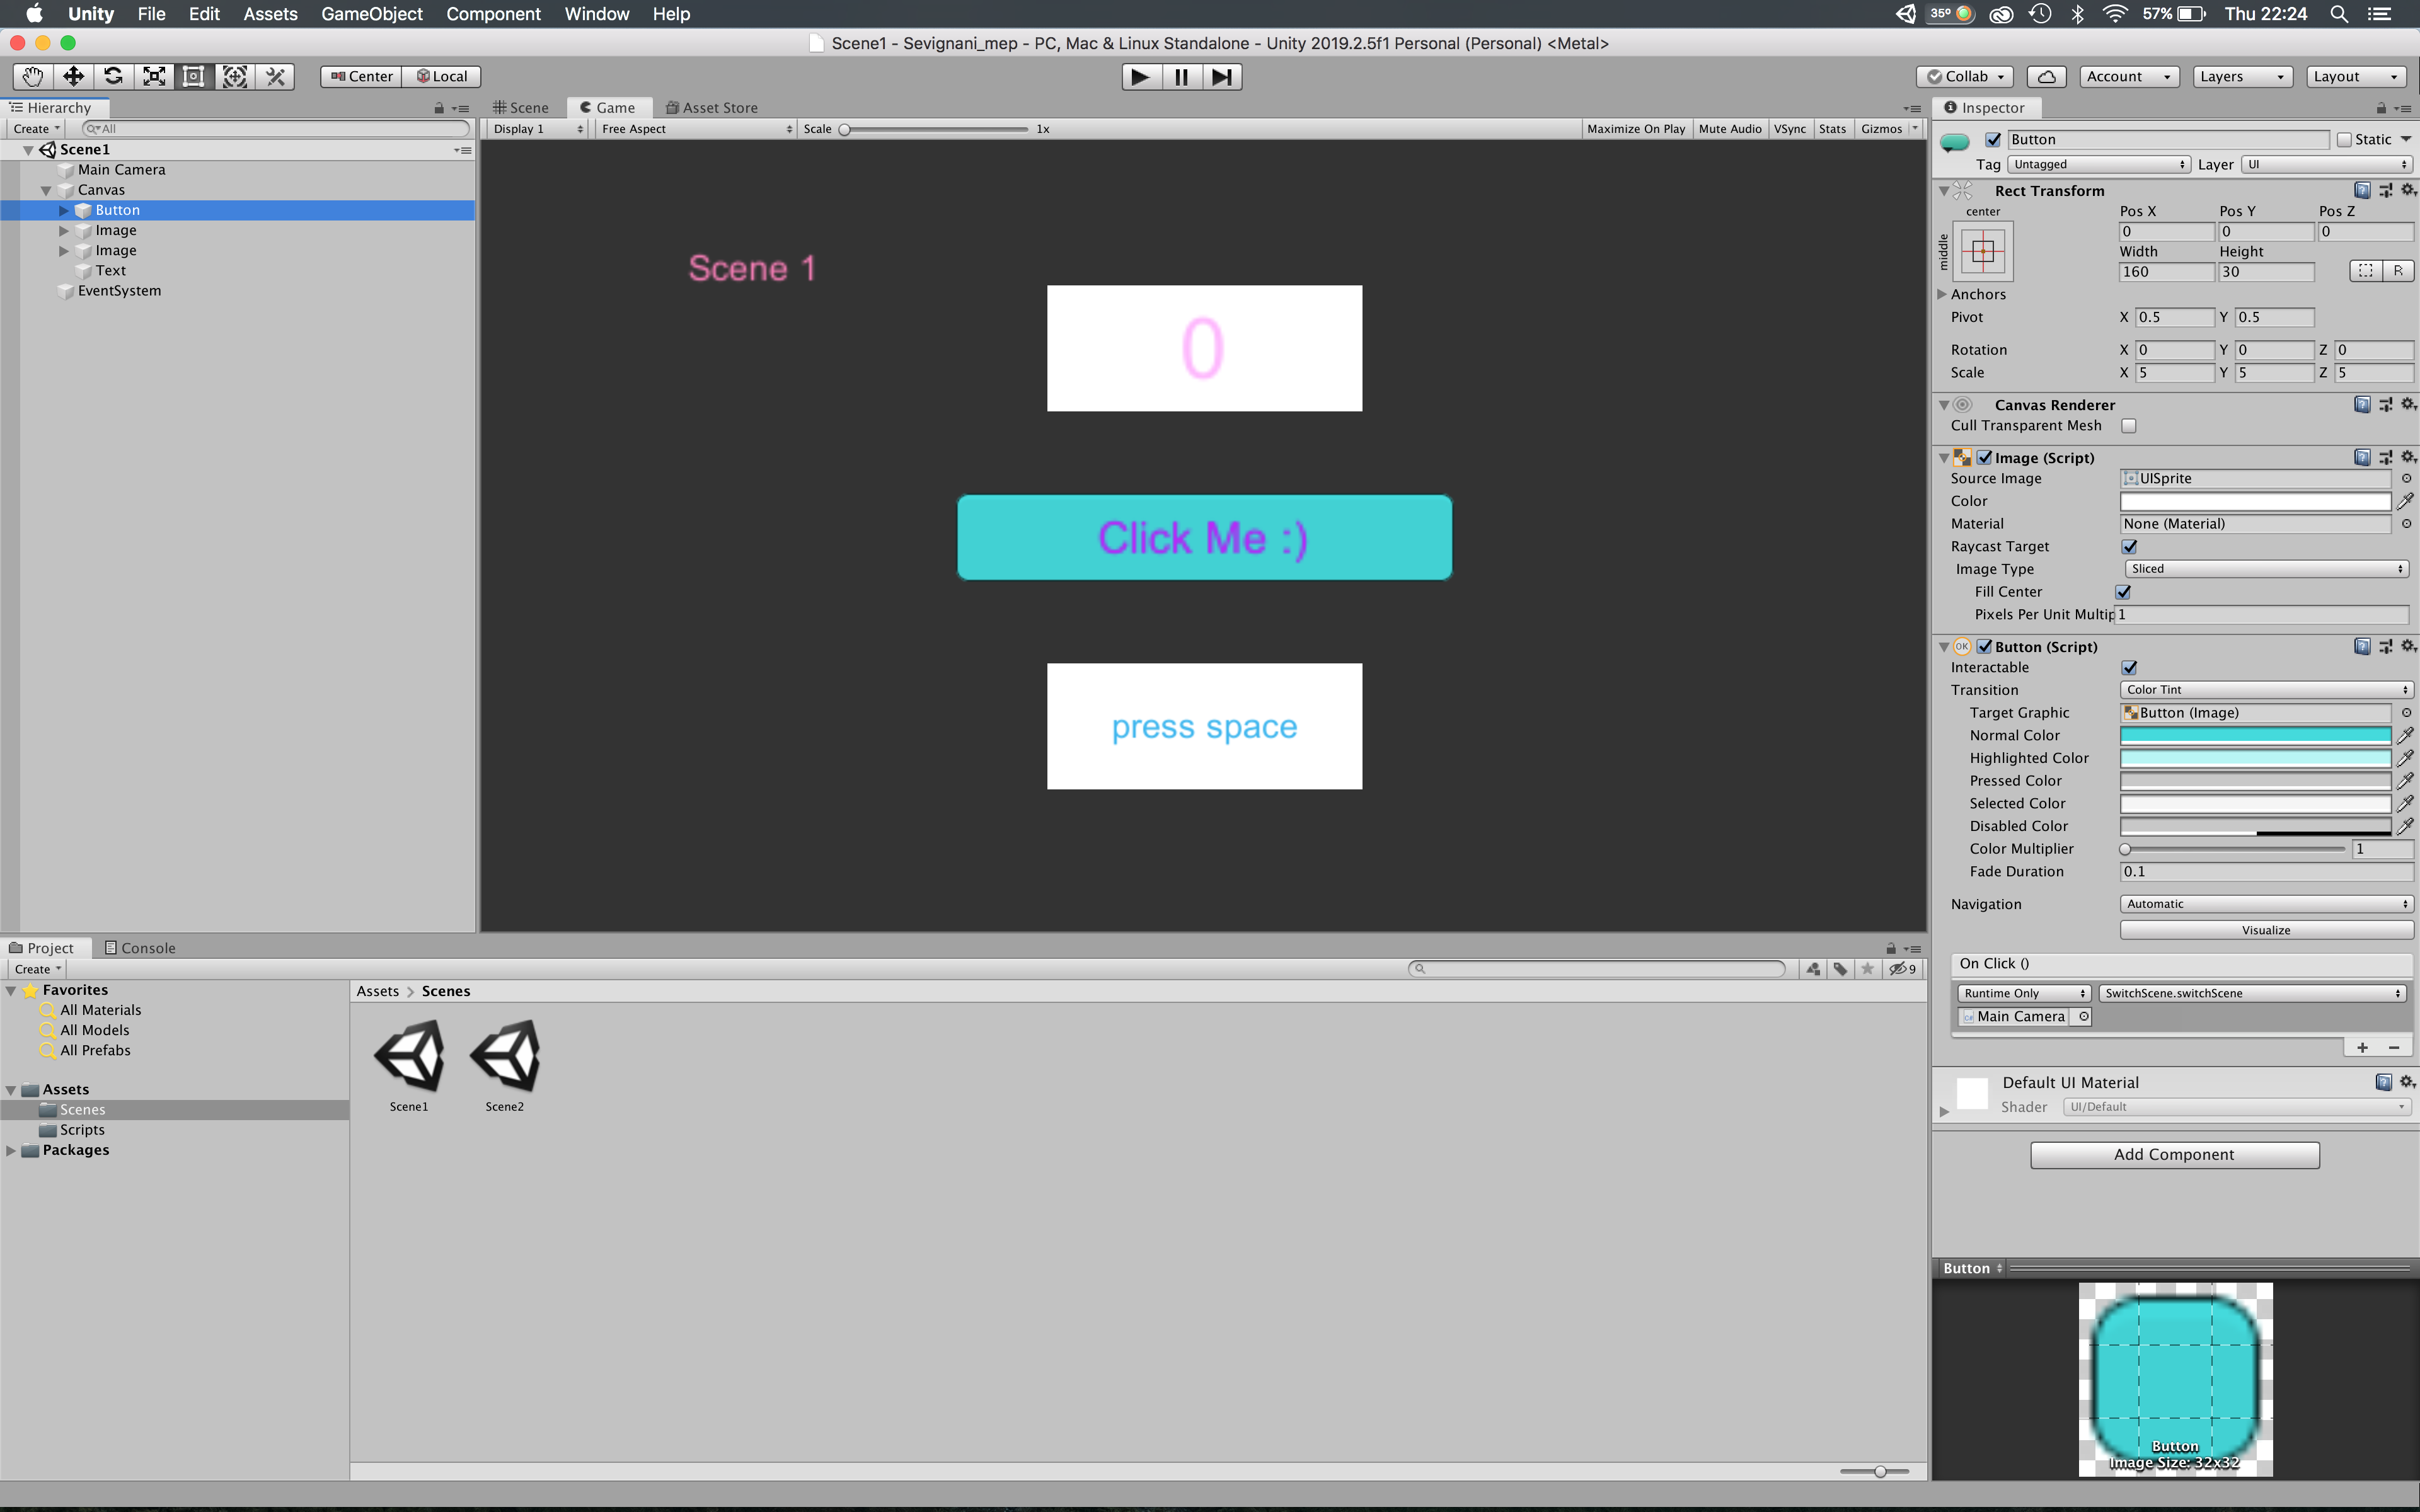 Unity File Edit Assets GameObject Component Window Help 35° 57% Thu 22:24
Scene1 - Sevignani_mep - PC, Mac & Linux Standalone - Unity 2019.2.5f1 Personal (Personal) <Metal>
Center Local Collab Account Layers Layout
Hierarchy
Create All
Scene1
Main Camera
Canvas
Button
Image
Image
Text
EventSystem
Scene Game Asset Store
Display 1 Free Aspect Scale 1x Maximize On Play Mute Audio VSync Stats Gizmos
Scene 1
0
Click Me :)
press space
Inspector
Button Static
Tag Untagged Layer UI
Rect Transform
center
middle
Pos X Pos Y Pos Z
0 0 0
Width Height
160 30 R
Anchors
Pivot X 0.5 Y 0.5
Rotation X 0 Y 0 Z 0
Scale X 5 Y 5 Z 5
Canvas Renderer
Cull Transparent Mesh
Image (Script)
Source Image UISprite
Color
Material None (Material)
Raycast Target
Image Type Sliced
Fill Center
Pixels Per Unit Multip 1
OK Button (Script)
Interactable
Transition Color Tint
Target Graphic Button (Image)
Normal Color
Highlighted Color
Pressed Color
Selected Color
Disabled Color
Color Multiplier 1
Fade Duration 0.1
Navigation Automatic
Visualize
On Click ()
Runtime Only SwitchScene.switchScene
Main Camera
+ −
Default UI Material
Shader UI/Default
Add Component
Button
Button
Image Size: 32x32
Project Console
Create 9
Favorites
All Materials
All Models
All Prefabs
Assets
Scenes
Scripts
Packages
Assets > Scenes
Scene1 Scene2